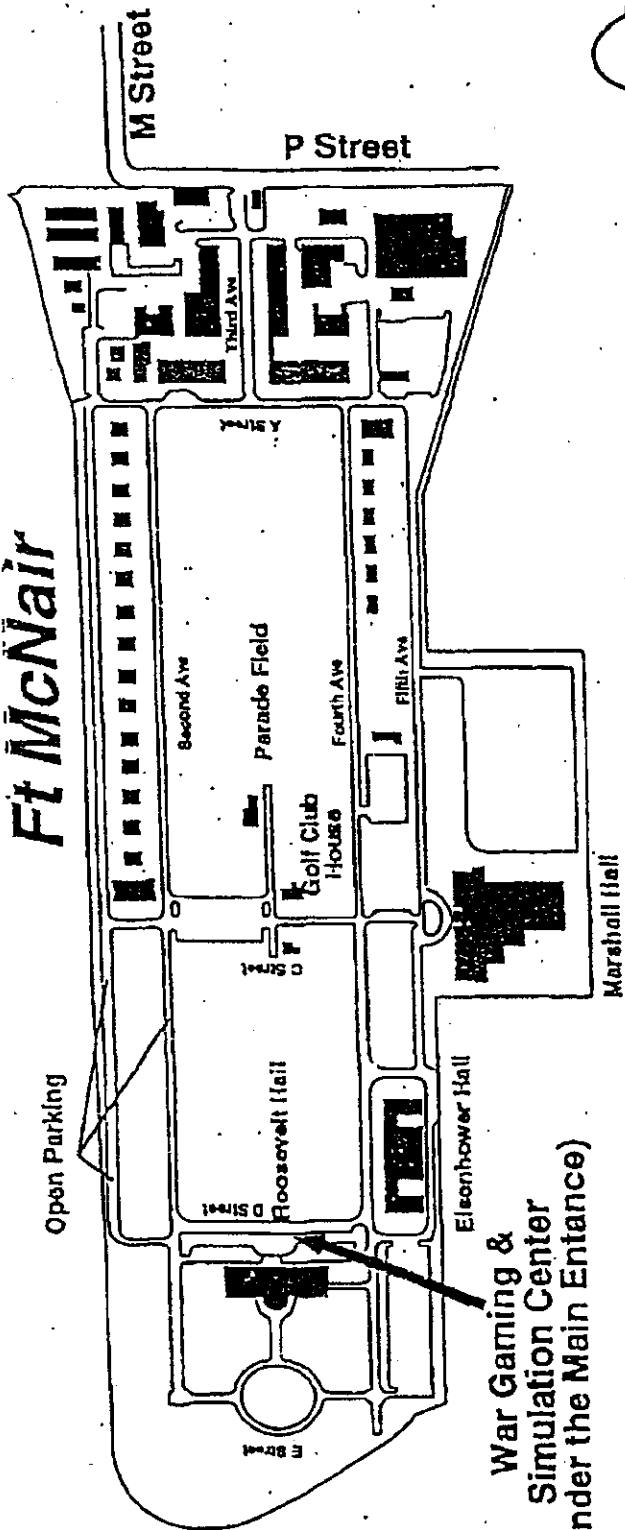 Ft McNair
M Street
P Street
Open Parking
Third Ave
A Street
Second Ave
Parade Field
Fourth Ave
Fifth Ave
Golf Club
House
C Street
Roosevelt Hall
D Street
E Street
Eisenhower Hall
Marshall Hall
War Gaming &
Simulation Center
nder the Main Entance)